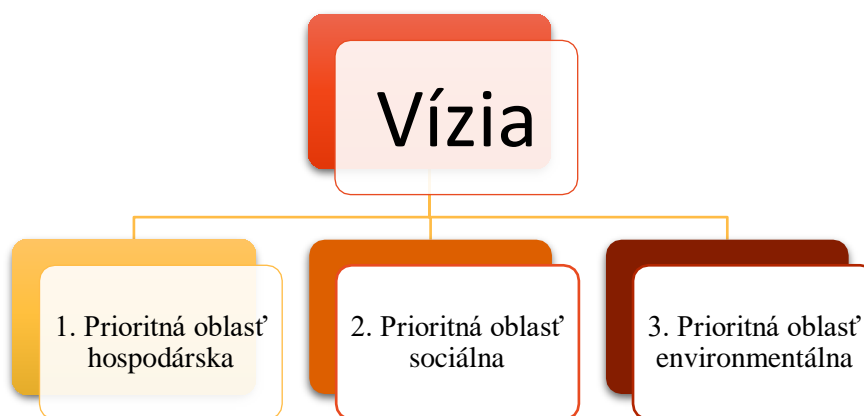 Vízia
1. Prioritná oblasť
hospodárska
2. Prioritná oblasť
sociálna
3. Prioritná oblasť
environmentálna